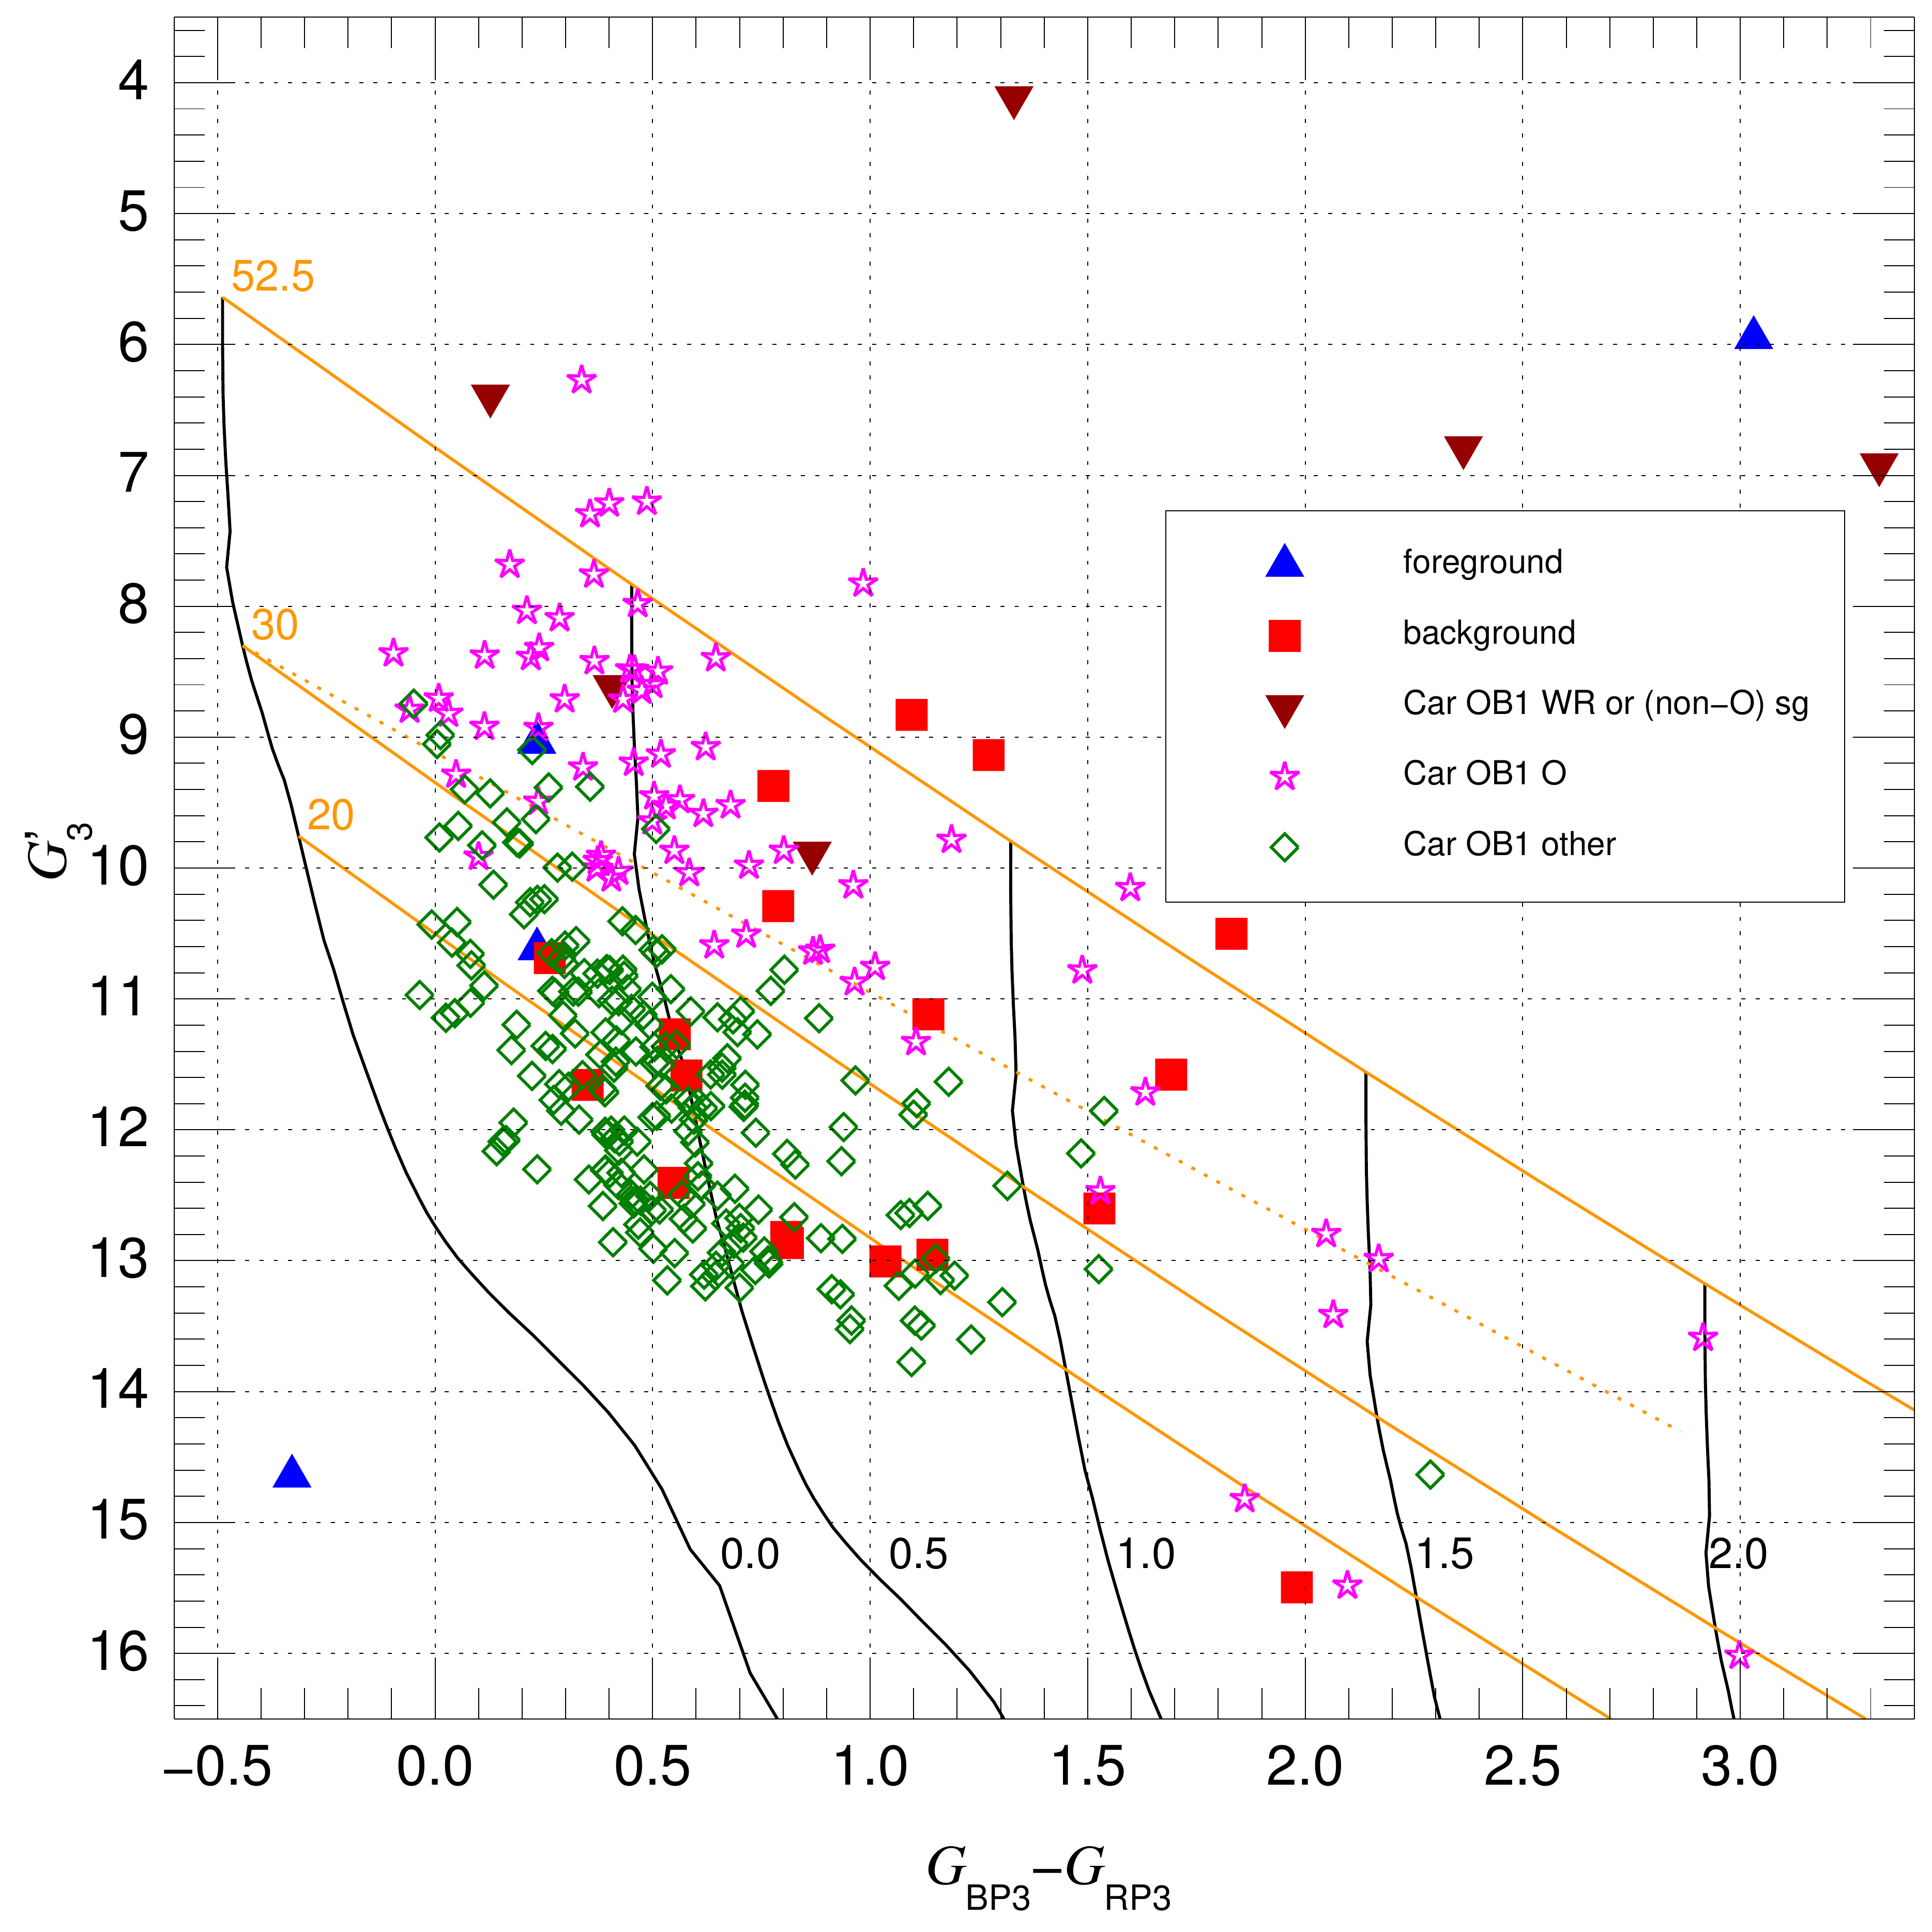 4
5
52.5
6
7
foreground
8
30
background
Car OB1 WR or (non−O) sg
9
Car OB1 O
20
G'3
Car OB1 other
10
11
12
13
14
15
0.0 0.5 1.0 1.5 2.0
16
−0.5 0.0 0.5 1.0 1.5 2.0 2.5 3.0
GBP3−GRP3